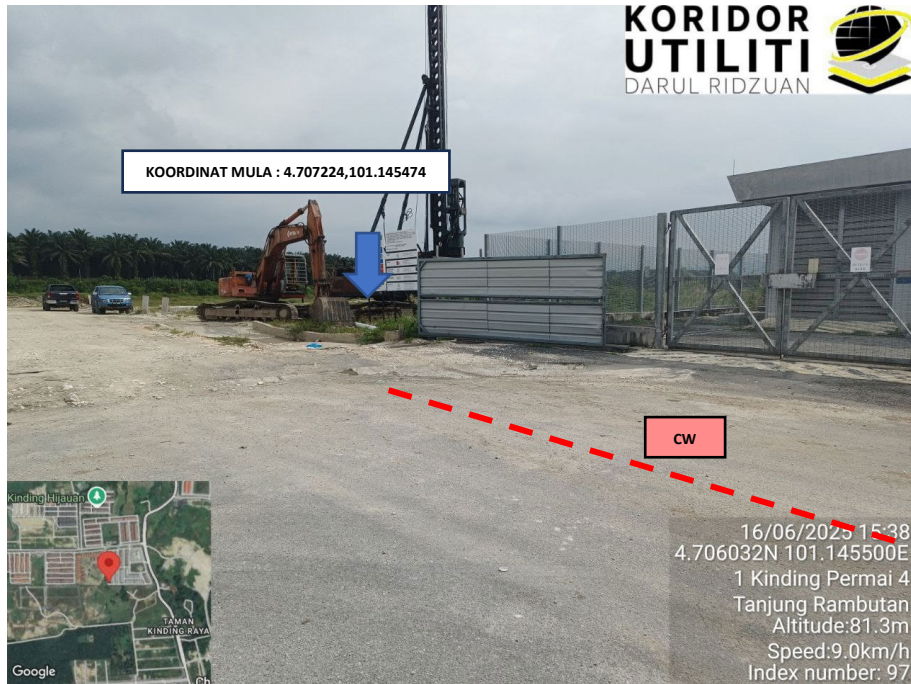 KORIDOR
UTILITI
DARUL RIDZUAN
KOORDINAT MULA : 4.707224,101.145474
CW
Kinding Hijauan
TAMAN
KINDING RAYA
Ch
Google
16/06/2025 15:38
4.706032N 101.145500E
1 Kinding Permai 4
Tanjung Rambutan
Altitude:81.3m
Speed:9.0km/h
Index number: 97